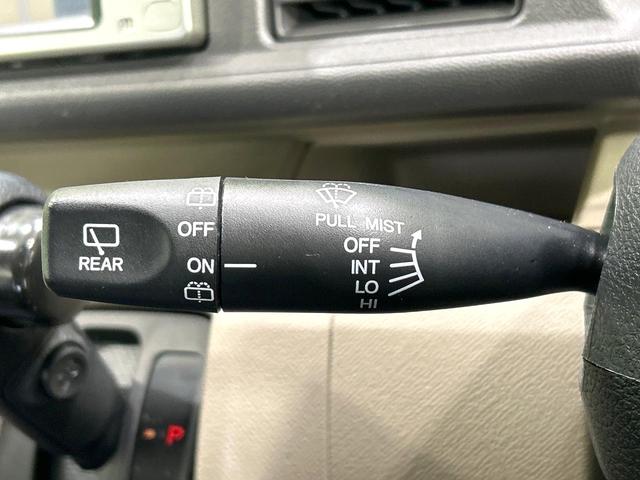 PULL MIST
OFF
OFF
INT
ON
REAR
LO
HI
P